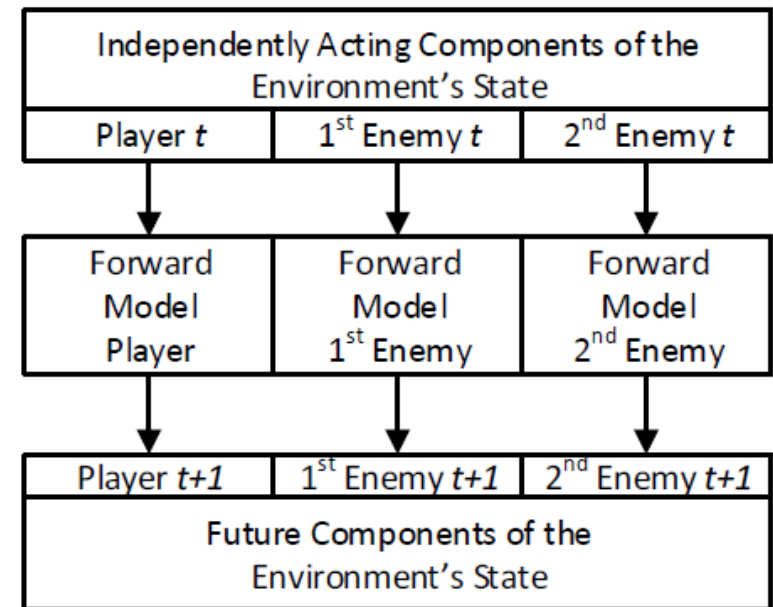 Independently Acting Components of the
Environment's State
Player t 1st Enemy t 2nd Enemy t
Forward Forward Forward
Model Model Model
Player 1st Enemy 2nd Enemy
Player t+1 1st Enemy t+1 2nd Enemy t+1
Future Components of the
Environment's State